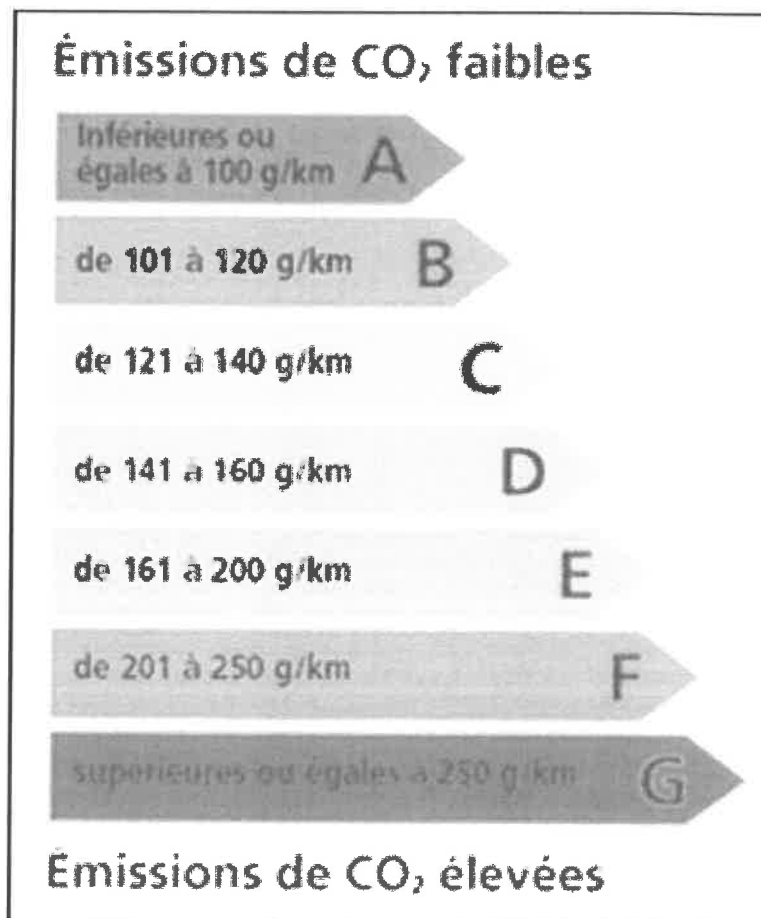 Émissions de CO₂ faibles
Inférieures ou
égales à 100 g/km A
de 101 à 120 g/km B
de 121 à 140 g/km C
de 141 à 160 g/km D
de 161 à 200 g/km E
de 201 à 250 g/km F
supérieures ou égales à 250 g/km G
Émissions de CO₂ élevées